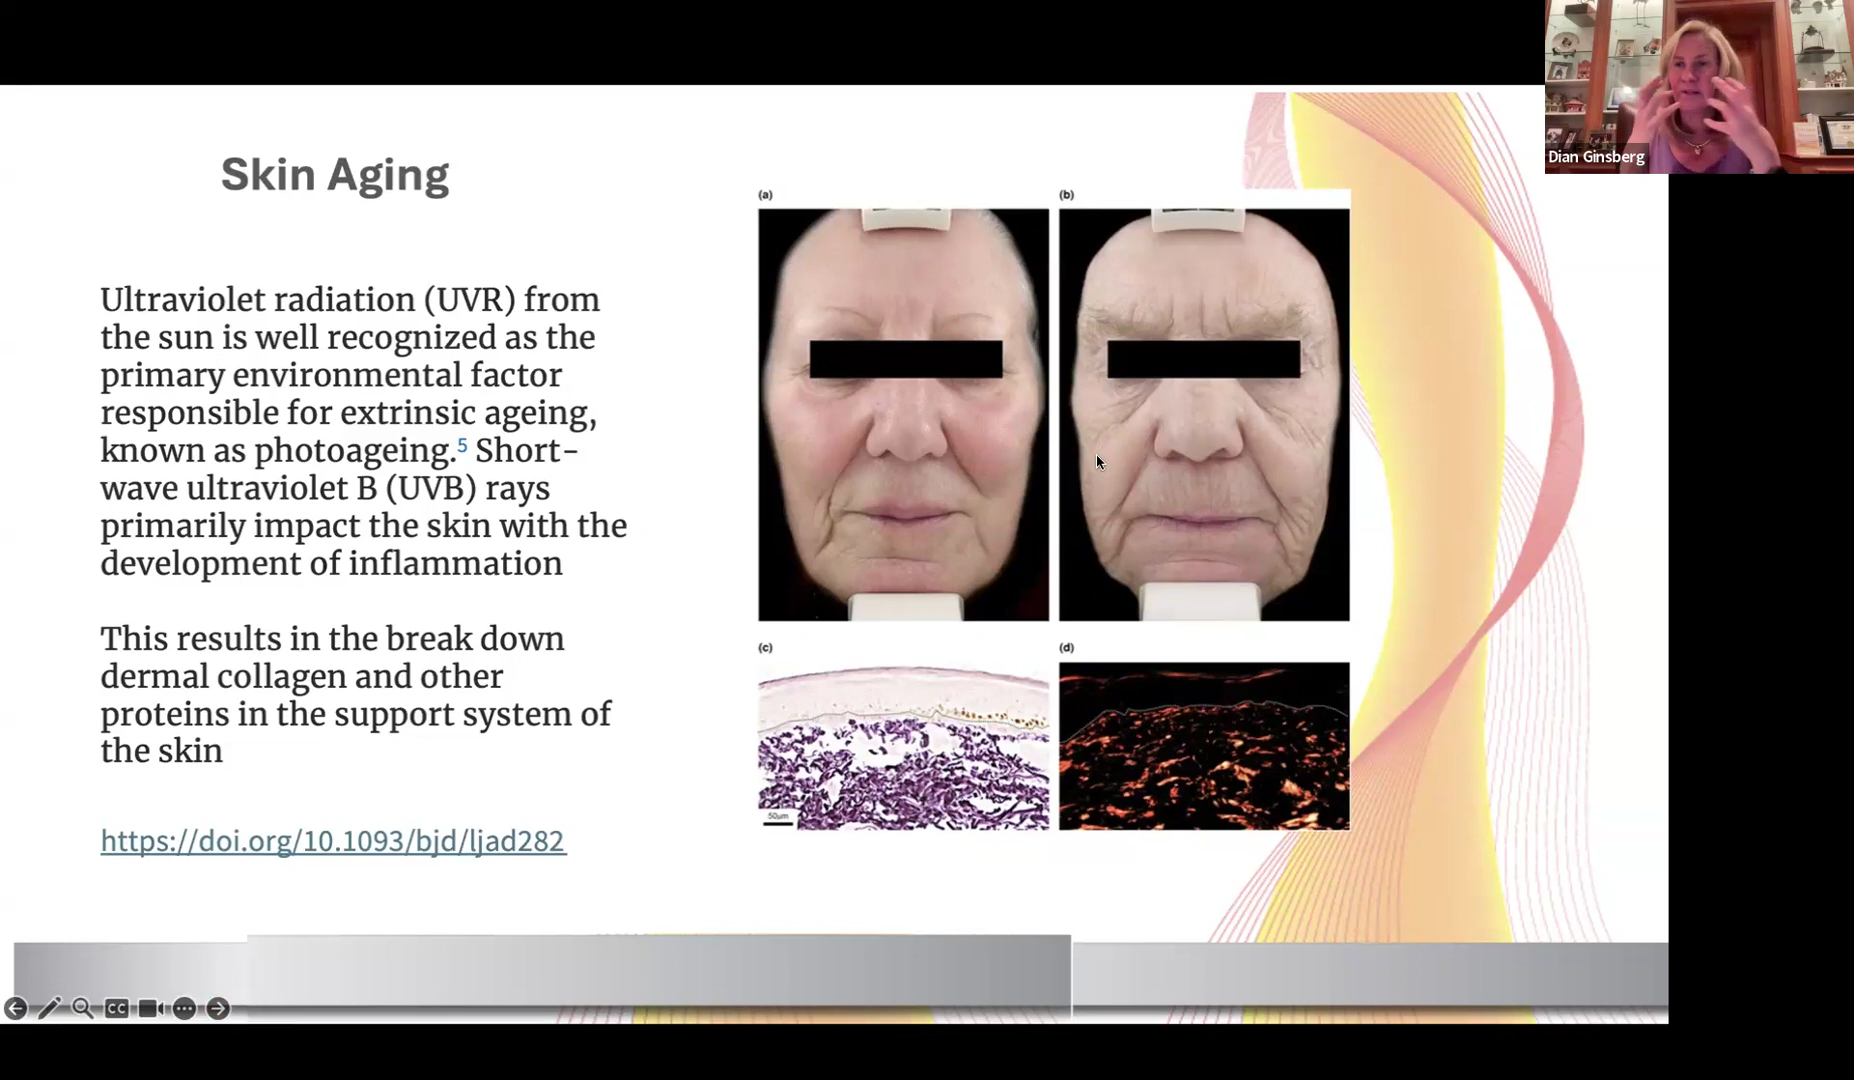 Dian Ginsberg
Skin Aging
Ultraviolet radiation (UVR) from
the sun is well recognized as the
primary environmental factor
responsible for extrinsic ageing,
known as photoageing.5 Short-
wave ultraviolet B (UVB) rays
primarily impact the skin with the
development of inflammation
This results in the break down
dermal collagen and other
proteins in the support system of
the skin
https://doi.org/10.1093/bjd/ljad282
(a)
(b)
(c)
(d)
50μm
CC